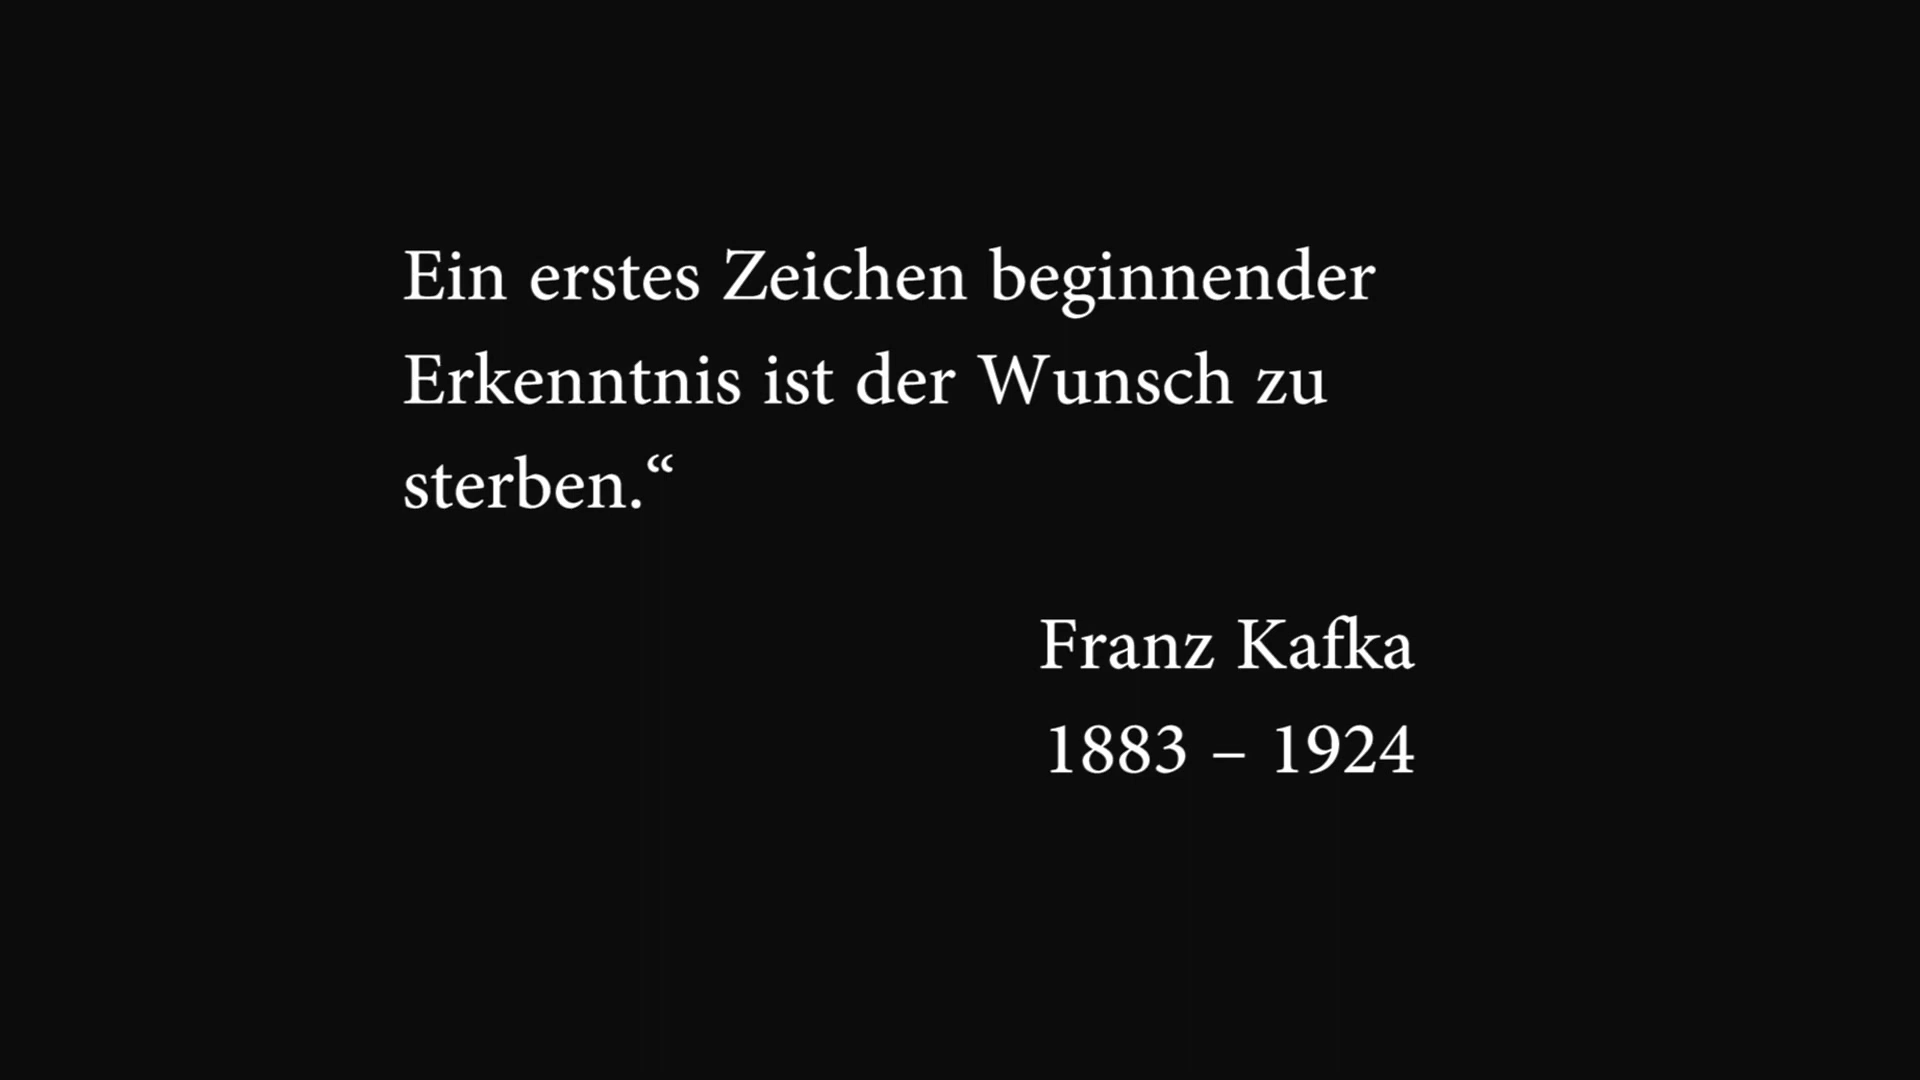 Ein erstes Zeichen beginnender
Erkenntnis ist der Wunsch zu
sterben.“
Franz Kafka
1883 – 1924